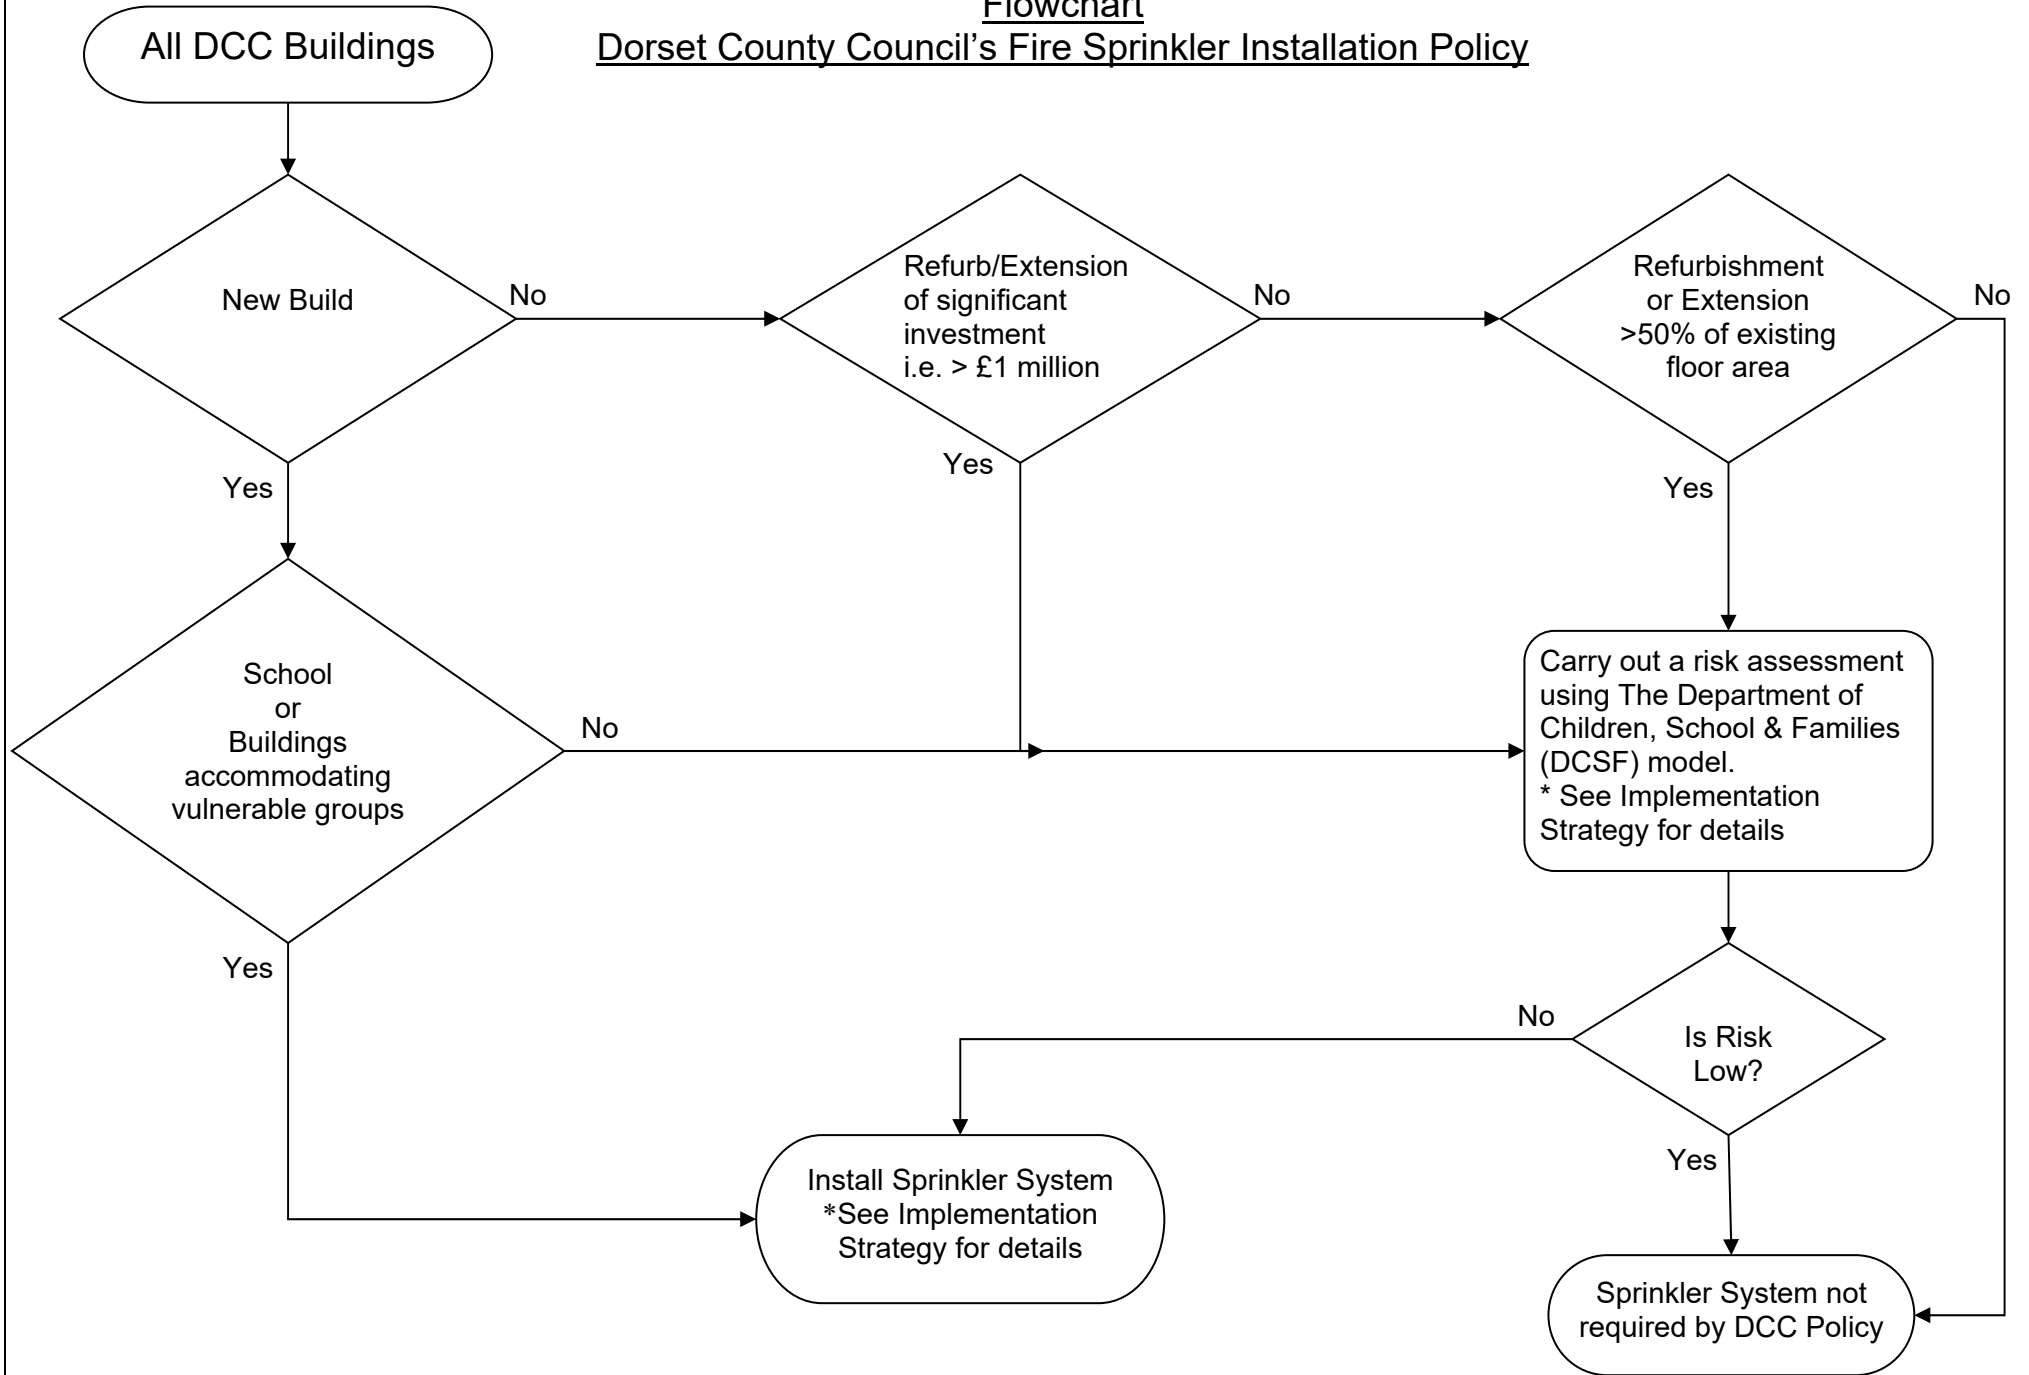 Flowchart
Dorset County Council’s Fire Sprinkler Installation Policy
All DCC Buildings
New Build
No
Yes
Refurb/Extension
of significant
investment
i.e. > £1 million
No
Yes
Refurbishment
or Extension
>50% of existing
floor area
No
Yes
School
or
Buildings
accommodating
vulnerable groups
No
Yes
Carry out a risk assessment
using The Department of
Children, School & Families
(DCSF) model.
* See Implementation
Strategy for details
Is Risk
Low?
No
Yes
Install Sprinkler System
*See Implementation
Strategy for details
Sprinkler System not
required by DCC Policy